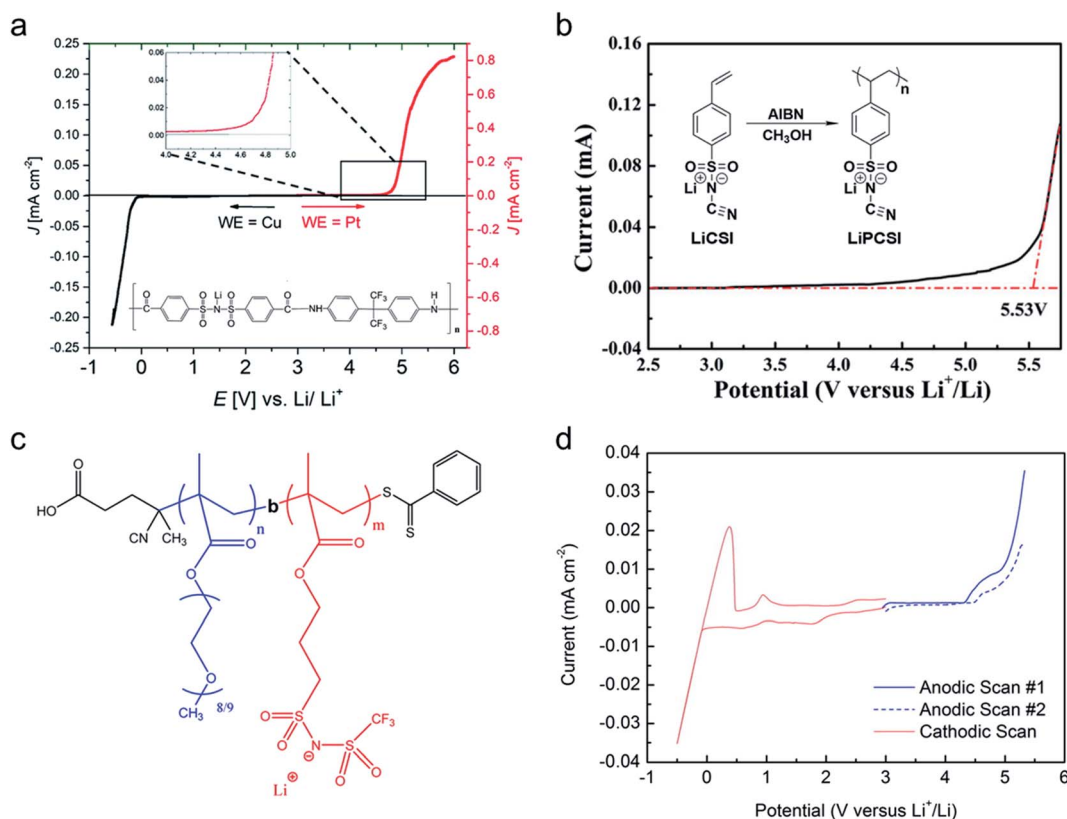 a
0.25
0.20
0.15
0.10
0.05
0.00
-0.05
-0.10
-0.15
-0.20
-0.25
J [mA cm⁻²]
0.06
0.04
0.02
0.00
4.0 4.2 4.4 4.6 4.8 5.0
0.8
0.6
0.4
0.2
0.0
-0.2
-0.4
-0.6
-0.8
J [mA cm⁻²]
WE = Cu WE = Pt
C O O S O Li N O S O O C NH CF₃ CF₃ H N n
-1 0 1 2 3 4 5 6
E [V] vs. Li/ Li⁺
b
0.16
0.12
0.08
0.04
0.00
-0.04
Current (mA)
n
AIBN
CH₃OH
O=S=O
Li⁺ N⁻
C≡N
LiCSI
O=S=O
Li⁺ N⁻
C≡N
LiPCSI
5.53V
2.5 3.0 3.5 4.0 4.5 5.0 5.5
Potential (V versus Li⁺/Li)
c
O
HO
CN CH₃
n
b
m
S
S
O
O
O
O
O
CH₃ 8/9
O S O
N⁻
S CF₃
O O
Li⁺
d
0.04
0.03
0.02
0.01
0.00
-0.01
-0.02
-0.03
-0.04
Current (mA cm⁻²)
Anodic Scan #1
Anodic Scan #2
Cathodic Scan
-1 0 1 2 3 4 5 6
Potential (V versus Li⁺/Li)